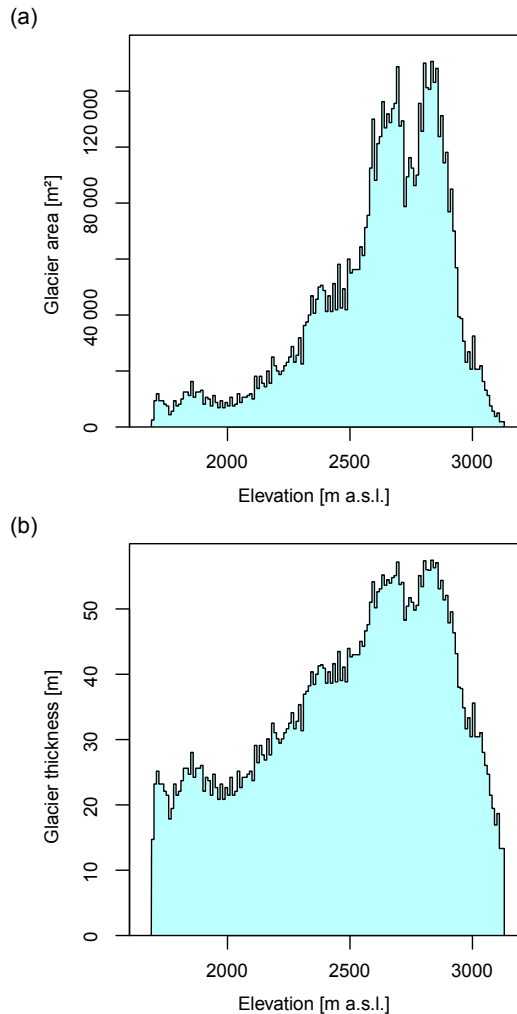 (a)
Glacier area [m²]
120 000
80 000
40 000
0
2000 2500 3000
Elevation [m a.s.l.]
(b)
Glacier thickness [m]
50
40
30
20
10
0
2000 2500 3000
Elevation [m a.s.l.]